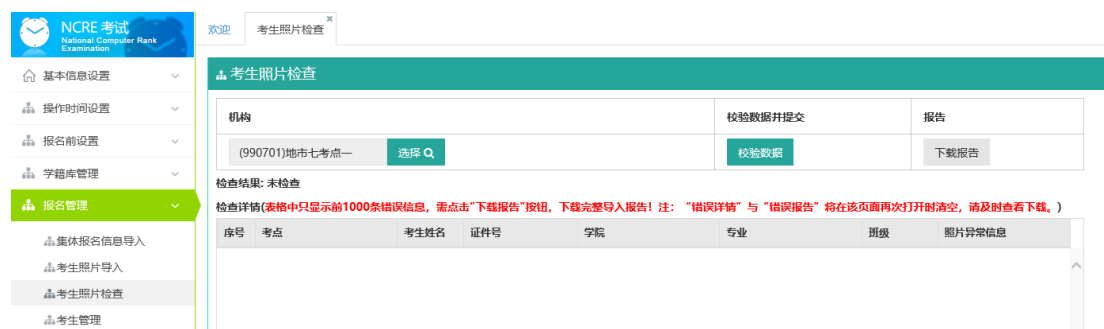 NCRE 考试
National Computer Rank
Examination
欢迎
考生照片检查
基本信息设置
操作时间设置
报名前设置
学籍库管理
报名管理
集体报名信息导入
考生照片导入
考生照片检查
考生管理
考生照片检查
机构 校验数据并提交 报告
(990701)地市七考点一 选择 校验数据 下载报告
检查结果: 未检查
检查详情(表格中只显示前1000条错误信息，需点击"下载报告"按钮，下载完整导入报告！注：“错误详情”与“错误报告”将在该页面再次打开时清空，请及时查看下载。)
序号 考点 考生姓名 证件号 学院 专业 班级 照片异常信息